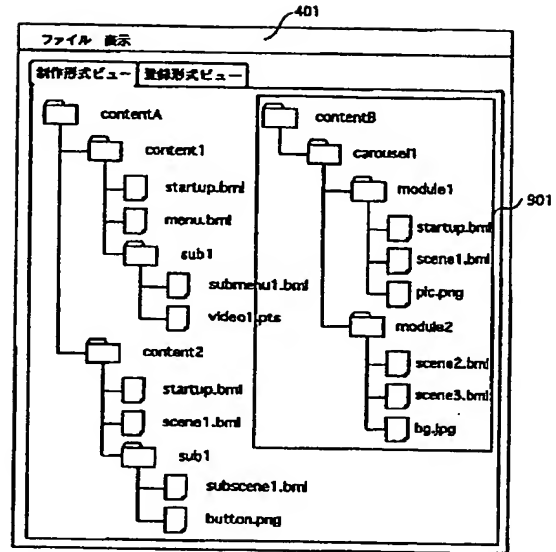 401
ファイル 表示
制作形式ビュー 登録形式ビュー
contentA
content1
startup.bml
menu.bml
sub1
submenu1.bml
video1.pts
content2
startup.bml
scene1.bml
sub1
subscene1.bml
button.png
contentB
carousel1
module1
startup.bml
scene1.bml
pic.png
module2
scene2.bml
scene3.bml
bg.jpg
901